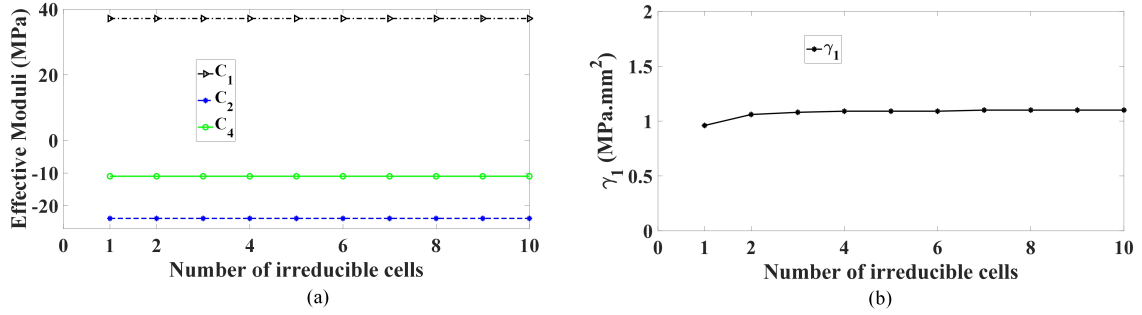 40
20
0
-10
-20
Effective Moduli (MPa)
C1
C2
C4
0 1 2 4 6 8 10
Number of irreducible cells
(a)
2
1.5
1
0.5
0
γ1 (MPa.mm²)
γ1
0 1 2 4 6 8 10
Number of irreducible cells
(b)